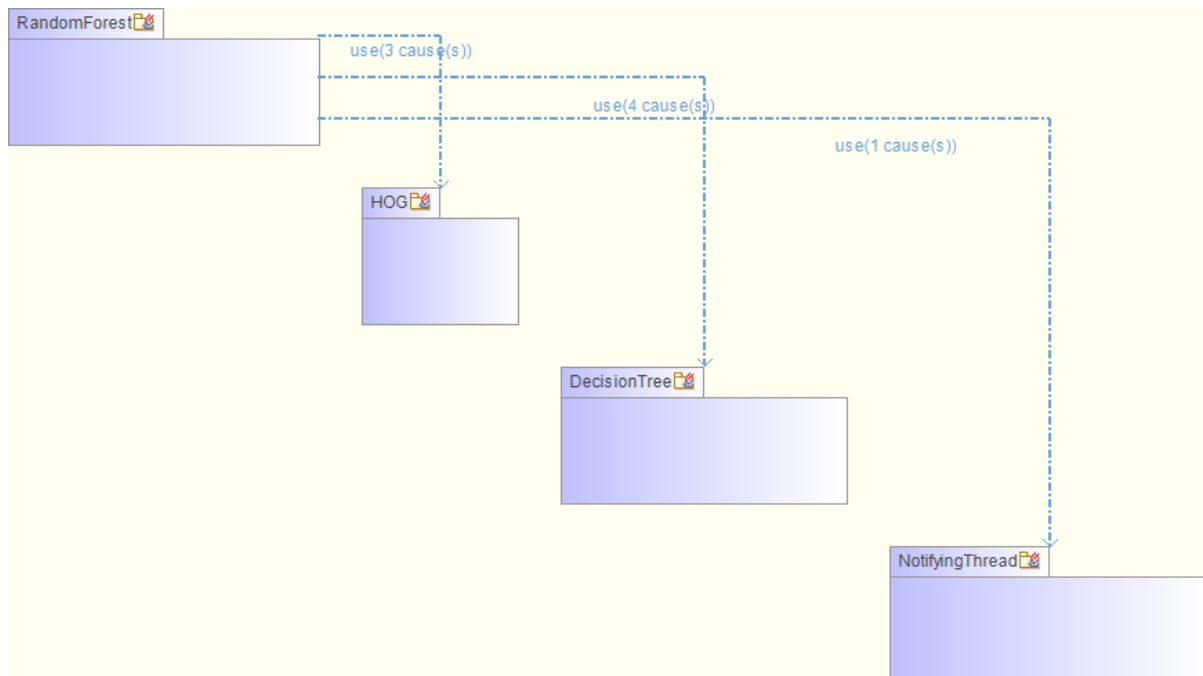 RandomForest
use(3 cause(s))
use(4 cause(s))
use(1 cause(s))
HOG
DecisionTree
NotifyingThread